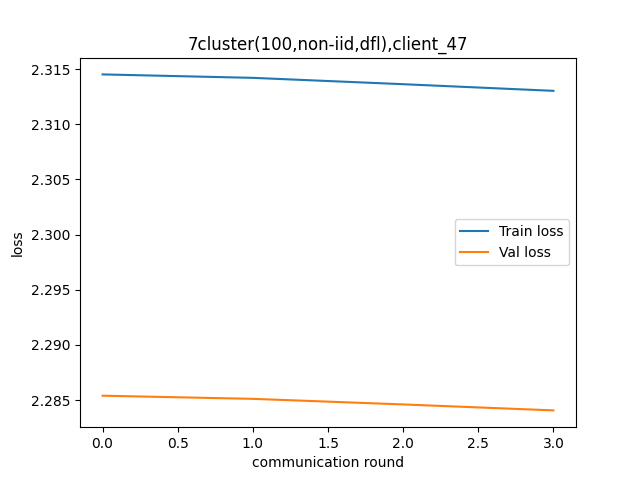 7cluster(100,non-iid,dfl),client_47
2.315
2.310
2.305
2.300
2.295
2.290
2.285
loss
Train loss
Val loss
0.0 0.5 1.0 1.5 2.0 2.5 3.0
communication round